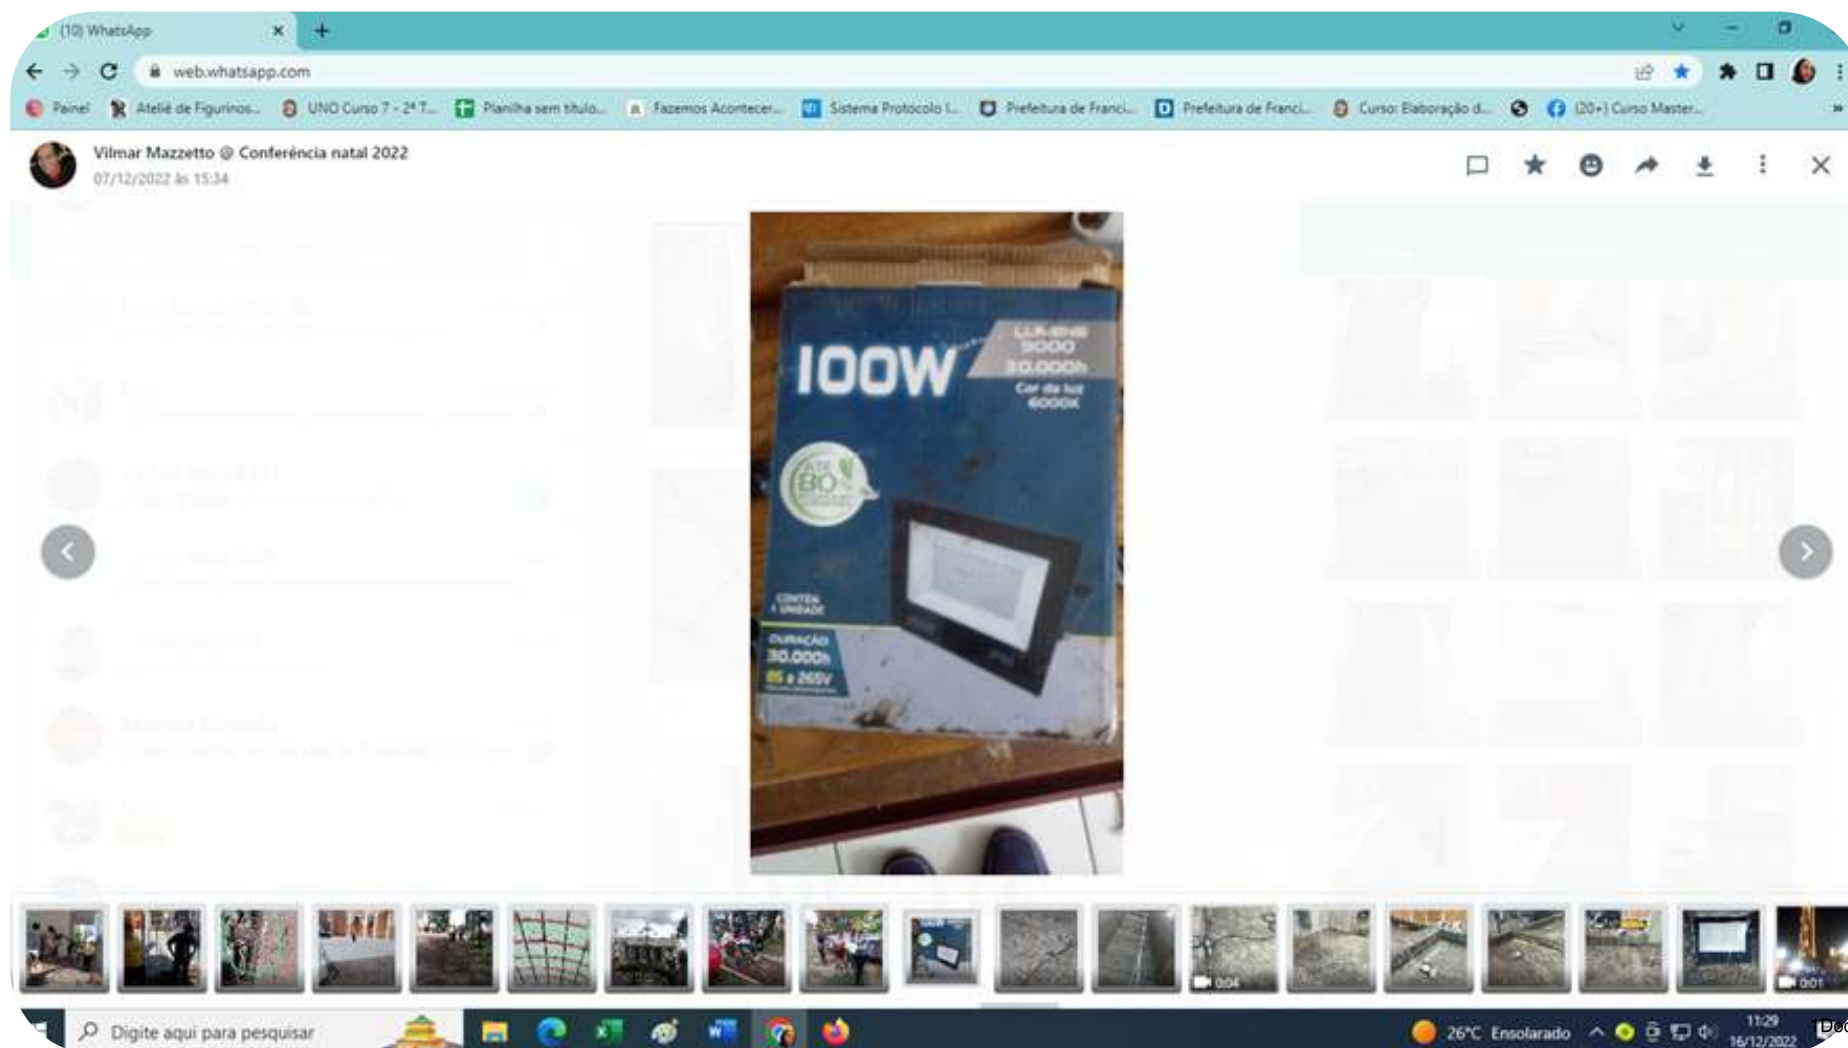 (10) WhatsApp
web.whatsapp.com
Painel
Ateliê de Figurinos...
UNO Curso 7 - 2ª T...
Planilha sem título...
Fazemos Acontecer...
Sistema Protocolo I...
Prefeitura de Franci...
Prefeitura de Franci...
Curso: Elaboração d...
(20+) Curso Master...
Vilmar Mazzetto @ Conferência natal 2022
07/12/2022 às 15:34
100W
LUMENS
9000
30.000h
Cor da luz
6000K
ATÉ
80%
CONTÉM
1 UNIDADE
DURAÇÃO
30.000h
85 a 265V
0:04
0:01
Digite aqui para pesquisar
26°C Ensolarado
11:29
16/12/2022